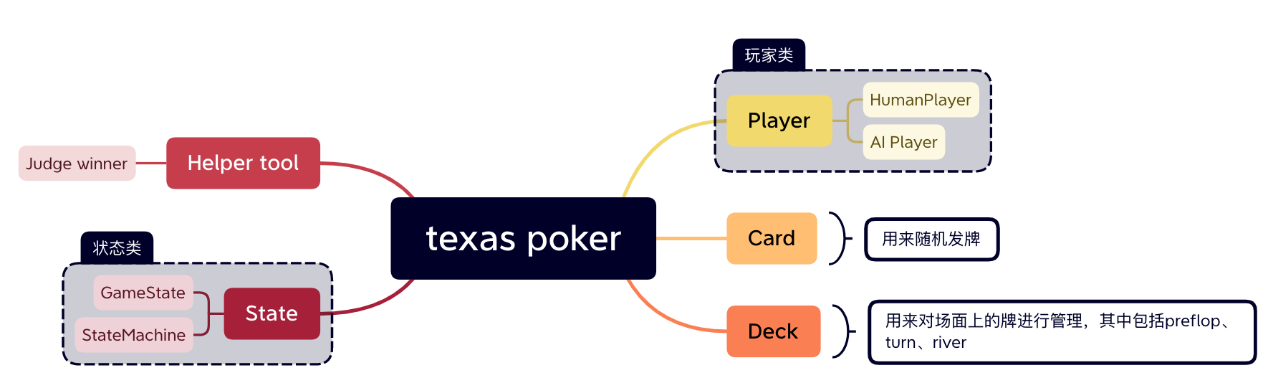 玩家类
HumanPlayer
Player
AI Player
Judge winner
Helper tool
texas poker
Card
用来随机发牌
状态类
GameState
State
StateMachine
Deck
用来对场面上的牌进行管理，其中包括preflop、
turn、river